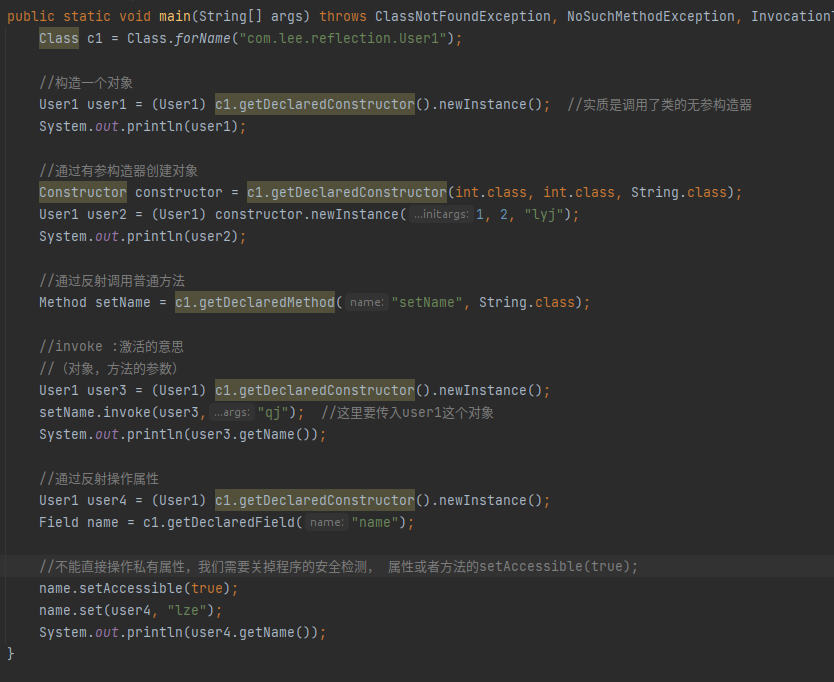 public static void main(String[] args) throws ClassNotFoundException, NoSuchMethodException, Invocation
Class c1 = Class.forName("com.lee.reflection.User1");
//构造一个对象
User1 user1 = (User1) c1.getDeclaredConstructor().newInstance();  //实质是调用了类的无参构造器
System.out.println(user1);
//通过有参构造器创建对象
Constructor constructor = c1.getDeclaredConstructor(int.class, int.class, String.class);
User1 user2 = (User1) constructor.newInstance( ...initargs: 1, 2, "lyj");
System.out.println(user2);
//通过反射调用普通方法
Method setName = c1.getDeclaredMethod( name: "setName", String.class);
//invoke :激活的意思
//（对象，方法的参数）
User1 user3 = (User1) c1.getDeclaredConstructor().newInstance();
setName.invoke(user3, ...args: "qj");  //这里要传入user1这个对象
System.out.println(user3.getName());
//通过反射操作属性
User1 user4 = (User1) c1.getDeclaredConstructor().newInstance();
Field name = c1.getDeclaredField( name: "name");
//不能直接操作私有属性，我们需要关掉程序的安全检测， 属性或者方法的setAccessible(true);
name.setAccessible(true);
name.set(user4, "lze");
System.out.println(user4.getName());
}